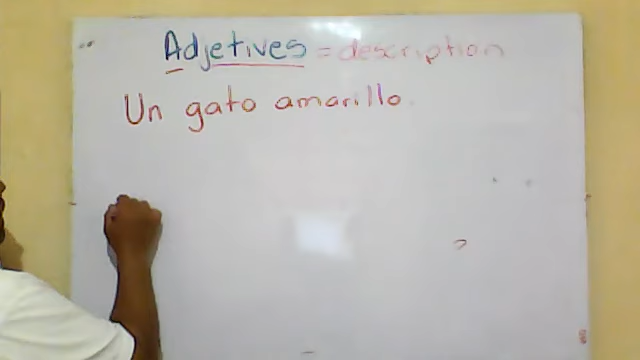 Adjetives = description
Un gato amarillo.